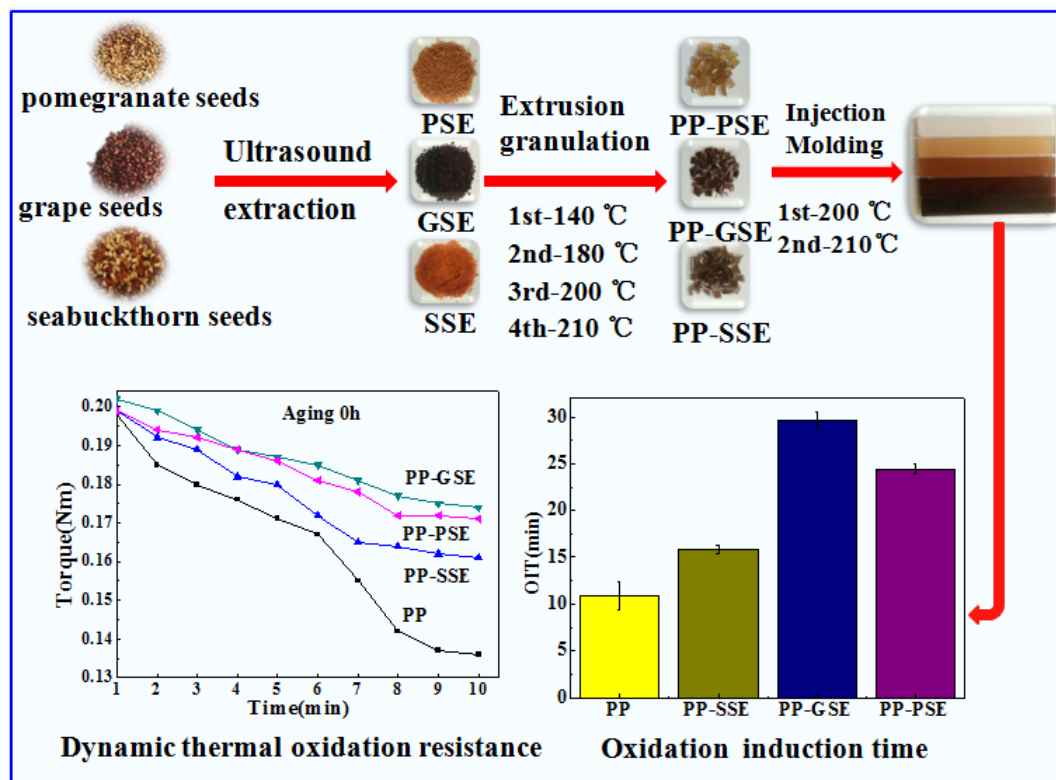 pomegranate seeds
grape seeds
seabuckthorn seeds
Ultrasound
extraction
PSE
GSE
SSE
Extrusion
granulation
1st-140 ℃
2nd-180 ℃
3rd-200 ℃
4th-210 ℃
PP-PSE
PP-GSE
PP-SSE
Injection
Molding
1st-200 ℃
2nd-210℃
Aging 0h
Torque(Nm)
0.20
0.19
0.18
0.17
0.16
0.15
0.14
0.13
PP-GSE
PP-PSE
PP-SSE
PP
1 2 3 4 5 6 7 8 9 10
Time(min)
Dynamic thermal oxidation resistance
OIT(min)
30
25
20
15
10
5
0
PP PP-SSE PP-GSE PP-PSE
Oxidation induction time